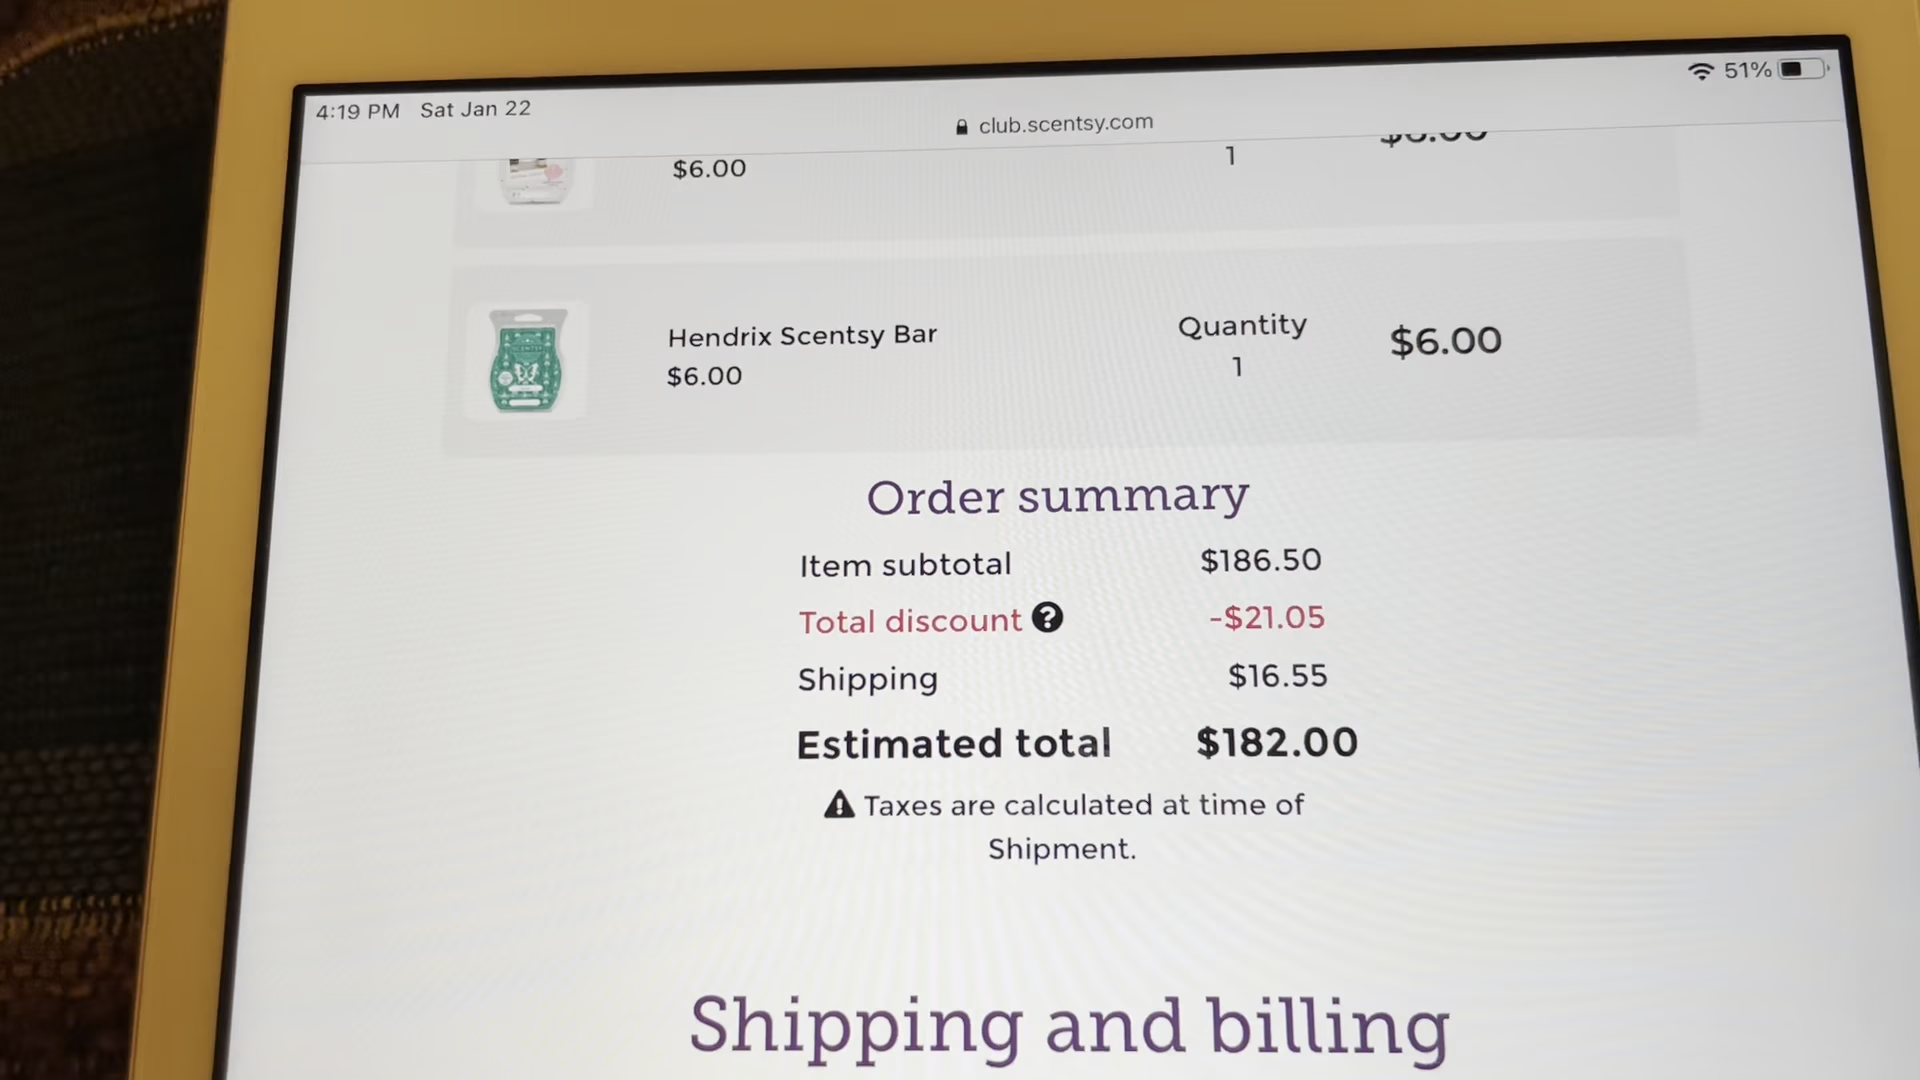 4:19 PM Sat Jan 22
51%
club.scentsy.com
$6.00
1
Hendrix Scentsy Bar
$6.00
Quantity
1
$6.00
Order summary
Item subtotal $186.50
Total discount ? -$21.05
Shipping $16.55
Estimated total $182.00
Taxes are calculated at time of
Shipment.
Shipping and billing